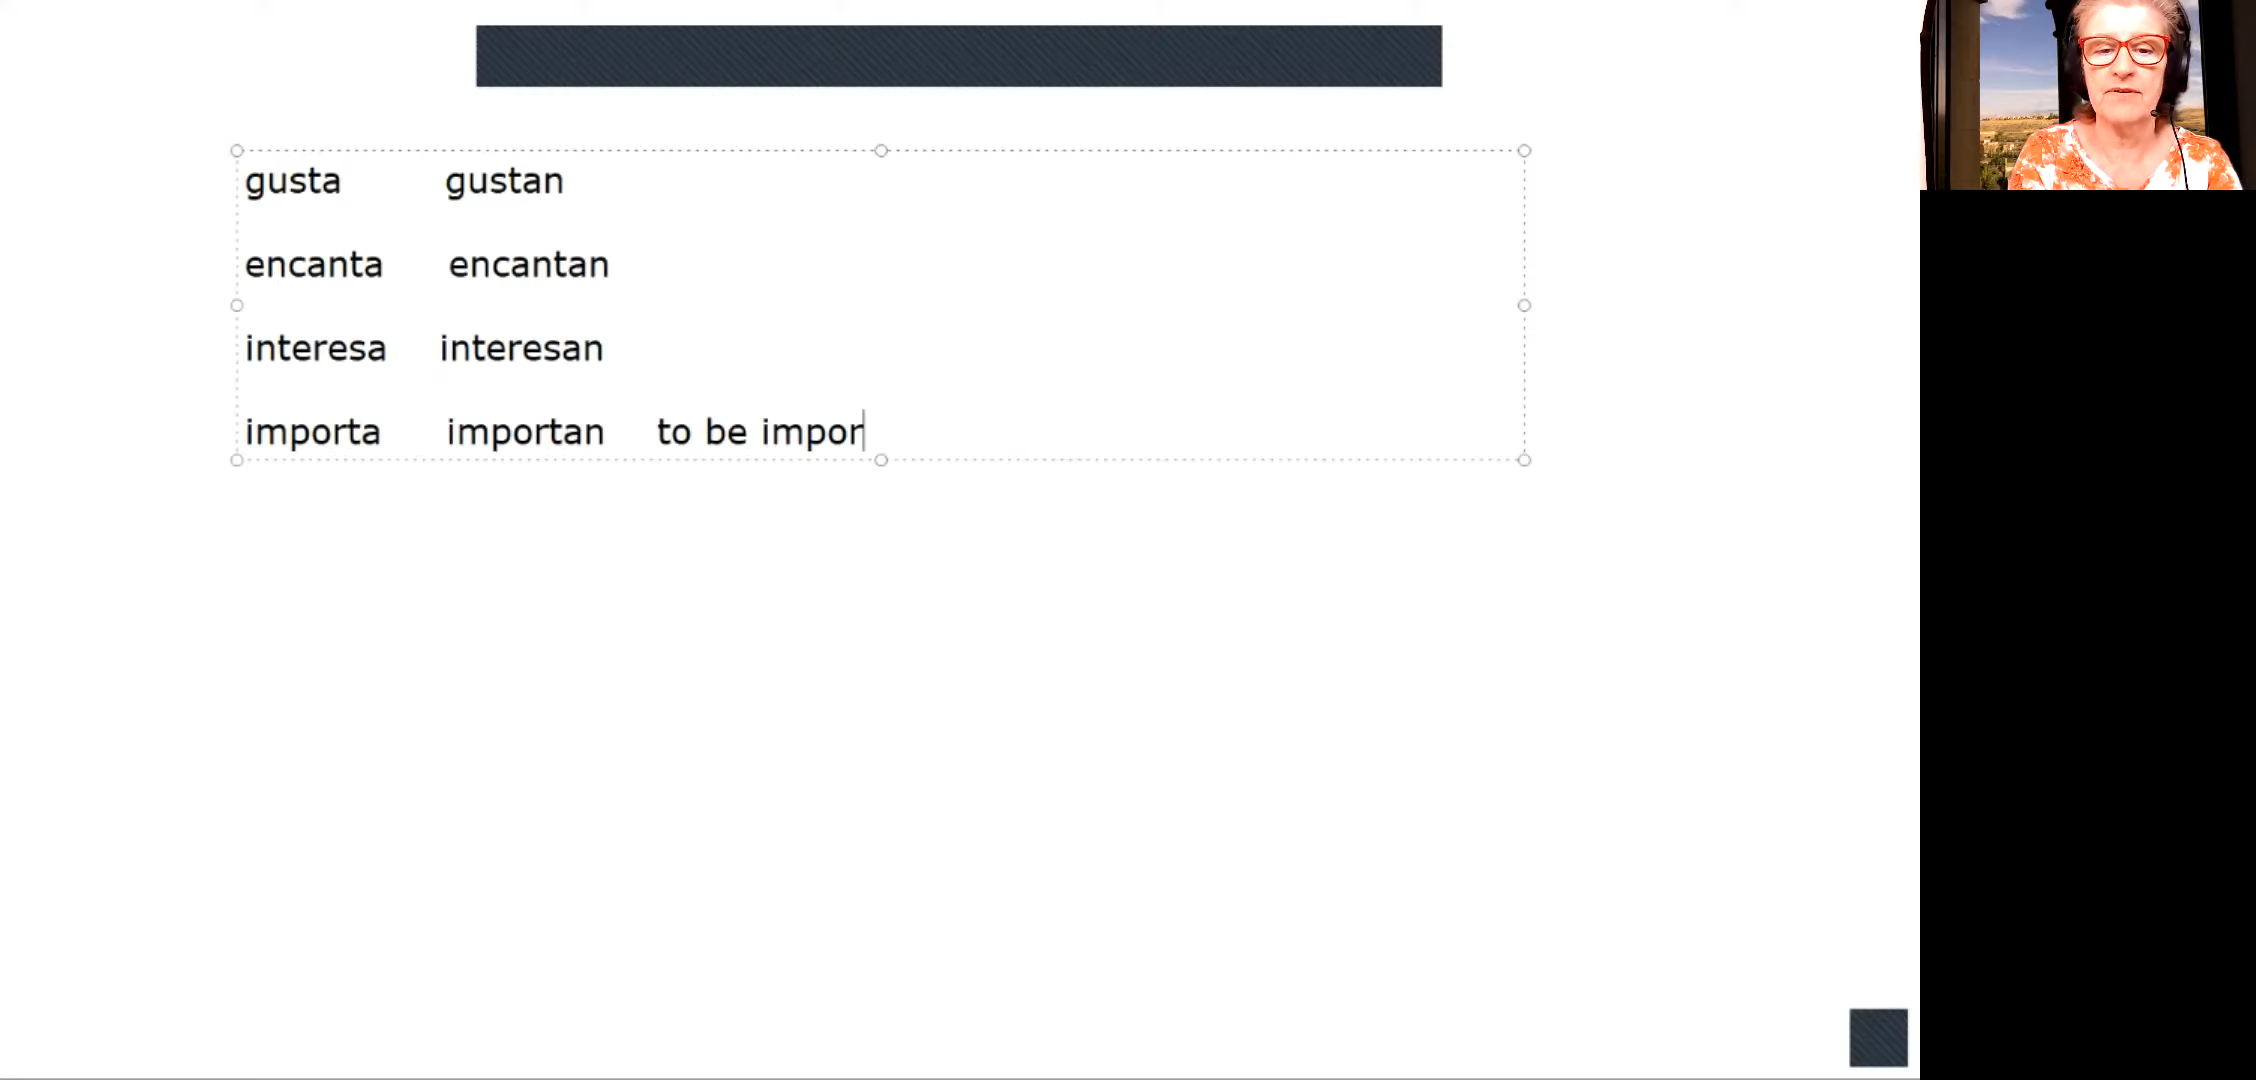 gusta gustan
encanta encantan
interesa interesan
importa importan to be impor